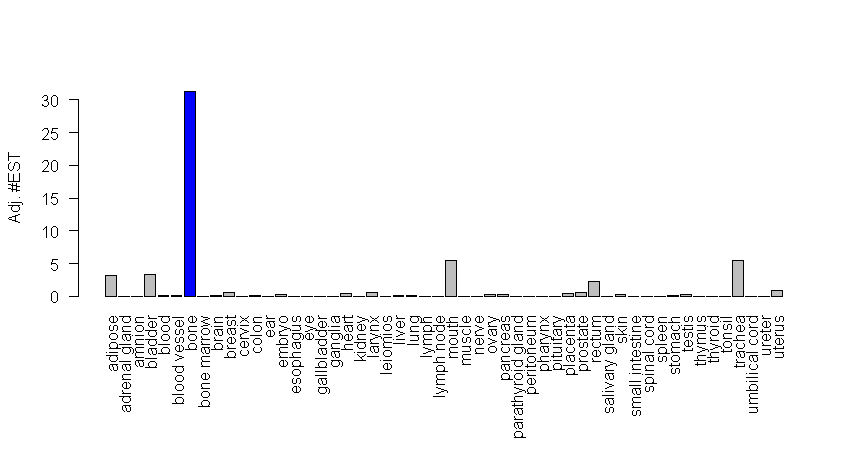 Adj. #EST
30
25
20
15
10
5
0
adipose
adrenal gland
amnion
bladder
blood
blood vessel
bone
bone marrow
brain
breast
cervix
colon
ear
embryo
esophagus
eye
gallbladder
ganglia
heart
kidney
larynx
leiomios
liver
lung
lymph
lymph node
mouth
muscle
nerve
ovary
pancreas
parathyroid gland
peritoneum
pharynx
pituitary
placenta
prostate
rectum
salivary gland
skin
small intestine
spinal cord
spleen
stomach
testis
thymus
thyroid
tonsil
trachea
umbilical cord
ureter
uterus